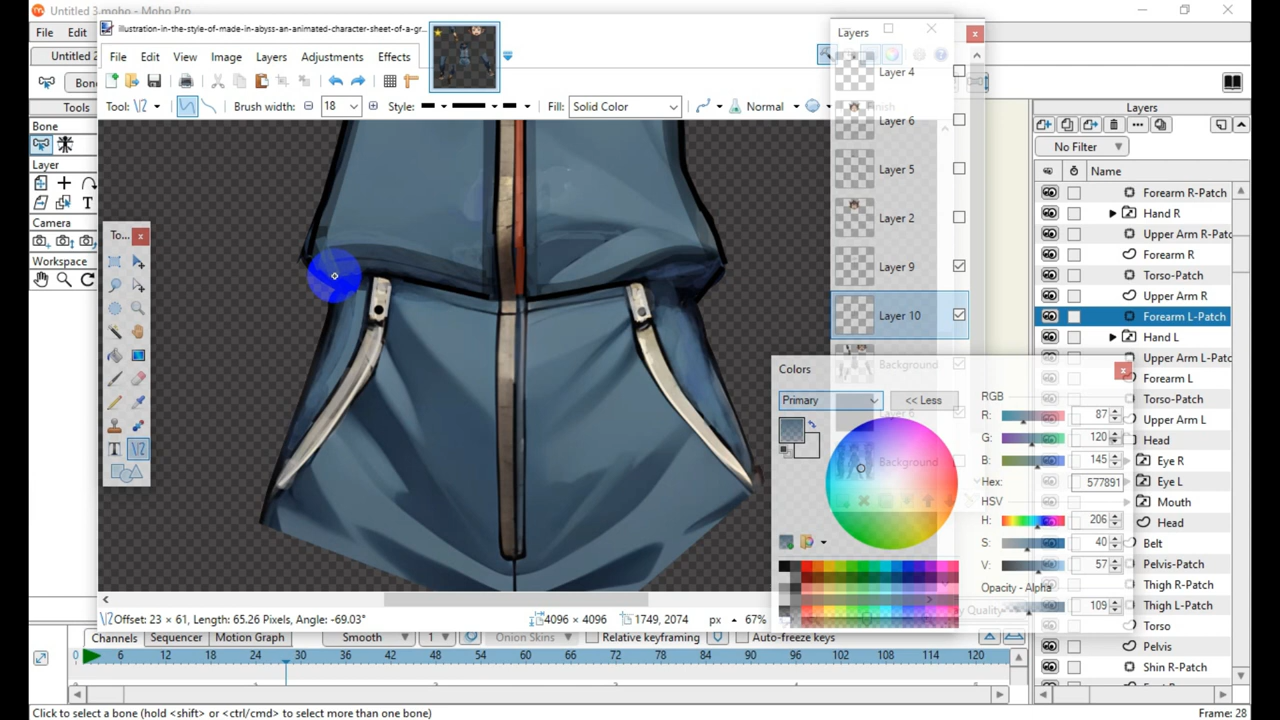 Untitled 3.moho * - Moho Pro
File Edit
Untitled 2
Bone
Tools
Bone
Layer
T
Camera
Workspace
illustration-in-the-style-of-made-in-abyss-an-animated-character-sheet-of-a-gr...
File Edit View Image Layers Adjustments Effects
Tool: Brush width: 18 Style: Fill: Solid Color Normal Finish
To...
Layers
Layer 4
Layer 6
Layer 5
Layer 2
Layer 9
Layer 10
Background
Layer 6
Background
Colors
Primary
<< Less
RGB
R: 87
G: 120
B: 145
Hex: 577891
HSV
H: 206
S: 40
V: 57
Opacity - Alpha
109
y Quality
Offset: 23 × 61, Length: 65.26 Pixels, Angle: -69.03° 4096 × 4096 1749, 2074 px 67%
Layers
No Filter
Name
Forearm R-Patch
Hand R
Upper Arm R-Patc
Forearm R
Torso-Patch
Upper Arm R
Forearm L-Patch
Hand L
Upper Arm L-Patc
Forearm L
Torso-Patch
Upper Arm L
Head
Eye R
Eye L
Mouth
Head
Belt
Pelvis-Patch
Thigh R-Patch
Thigh L-Patch
Torso
Pelvis
Shin R-Patch
Channels Sequencer Motion Graph Smooth 1 Onion Skins Relative keyframing Auto-freeze keys
0 6 12 18 24 30 36 42 48 54 60 66 72 78 84 90 96 102 108 114 120
Click to select a bone (hold <shift> or <ctrl/cmd> to select more than one bone) Frame: 28